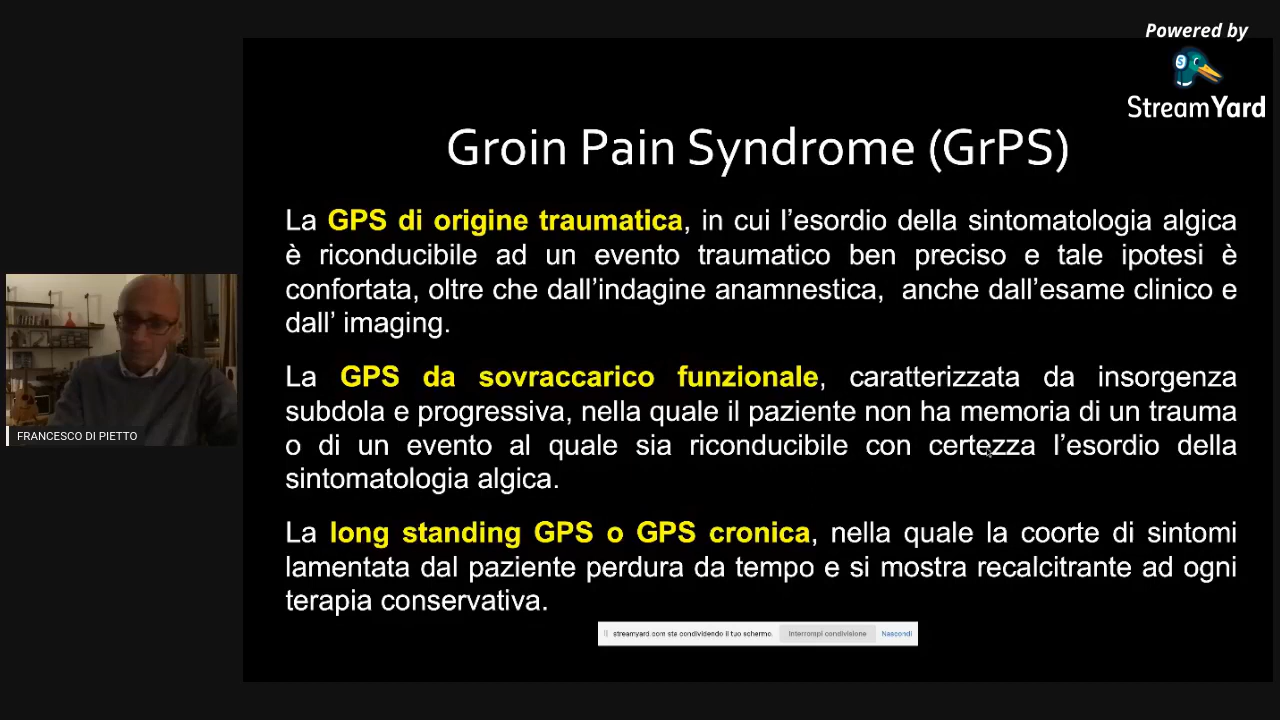 Powered by
StreamYard
Groin Pain Syndrome (GrPS)
La GPS di origine traumatica, in cui l’esordio della sintomatologia algica
è riconducibile ad un evento traumatico ben preciso e tale ipotesi è
confortata, oltre che dall’indagine anamnestica, anche dall’esame clinico e
dall’ imaging.
La GPS da sovraccarico funzionale, caratterizzata da insorgenza
subdola e progressiva, nella quale il paziente non ha memoria di un trauma
o di un evento al quale sia riconducibile con certezza l’esordio della
sintomatologia algica.
La long standing GPS o GPS cronica, nella quale la coorte di sintomi
lamentata dal paziente perdura da tempo e si mostra recalcitrante ad ogni
terapia conservativa.
FRANCESCO DI PIETTO
streamyard.com sta condividendo il tuo schermo. Interrompi condivisione Nascondi